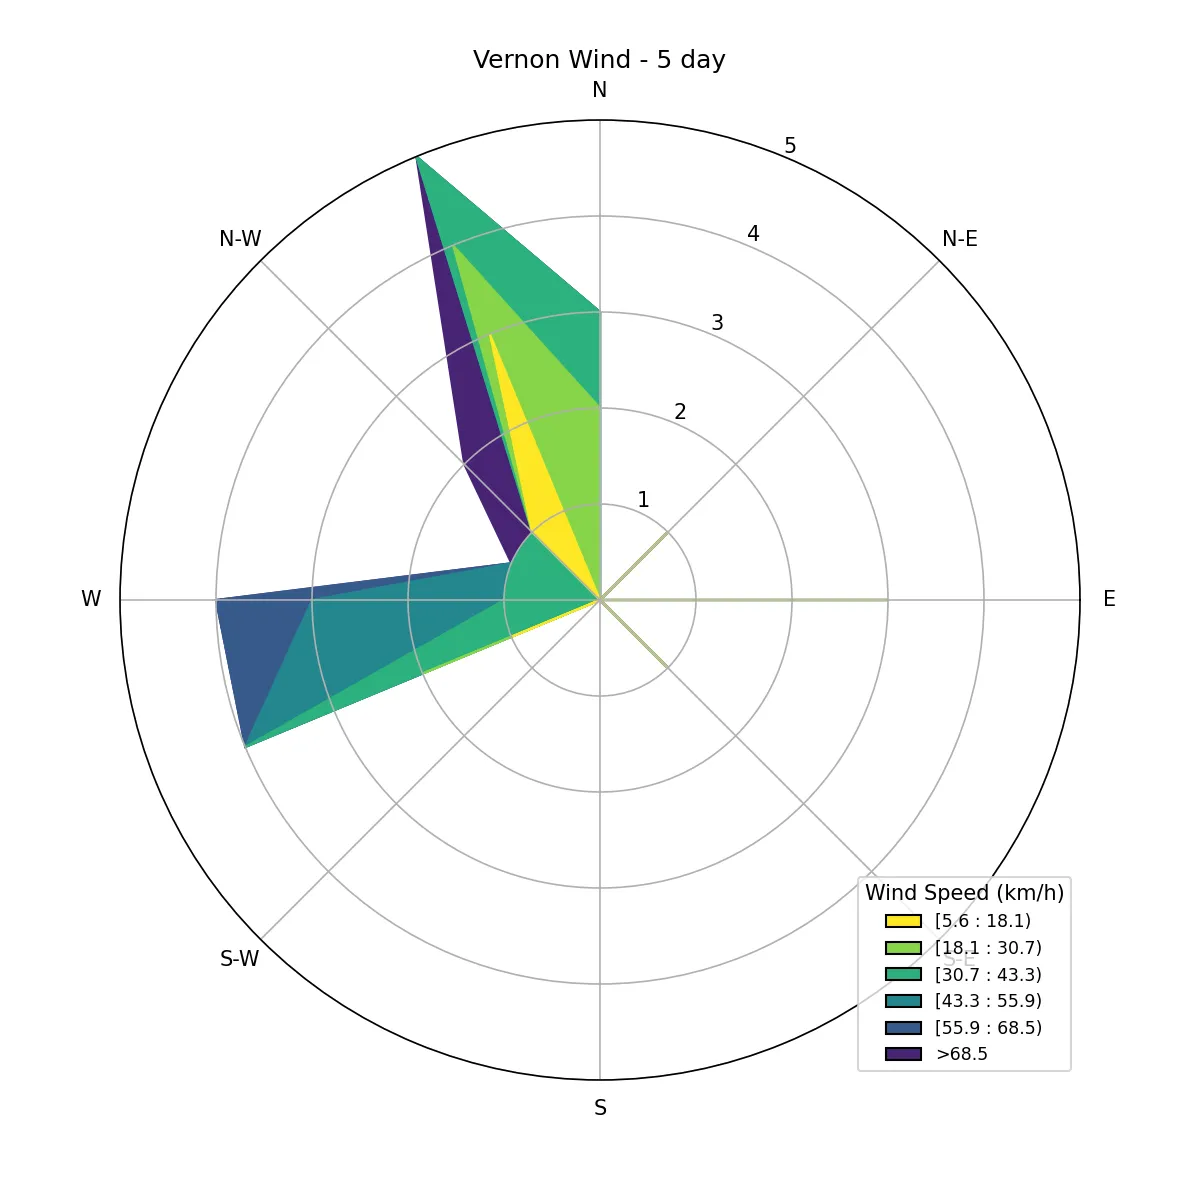 Vernon Wind - 5 day
N
5
N-W
N-E
4
3
2
1
W
E
Wind Speed (km/h)
[5.6 : 18.1)
[18.1 : 30.7)
S-W
S-E
[30.7 : 43.3)
[43.3 : 55.9)
[55.9 : 68.5)
>68.5
S